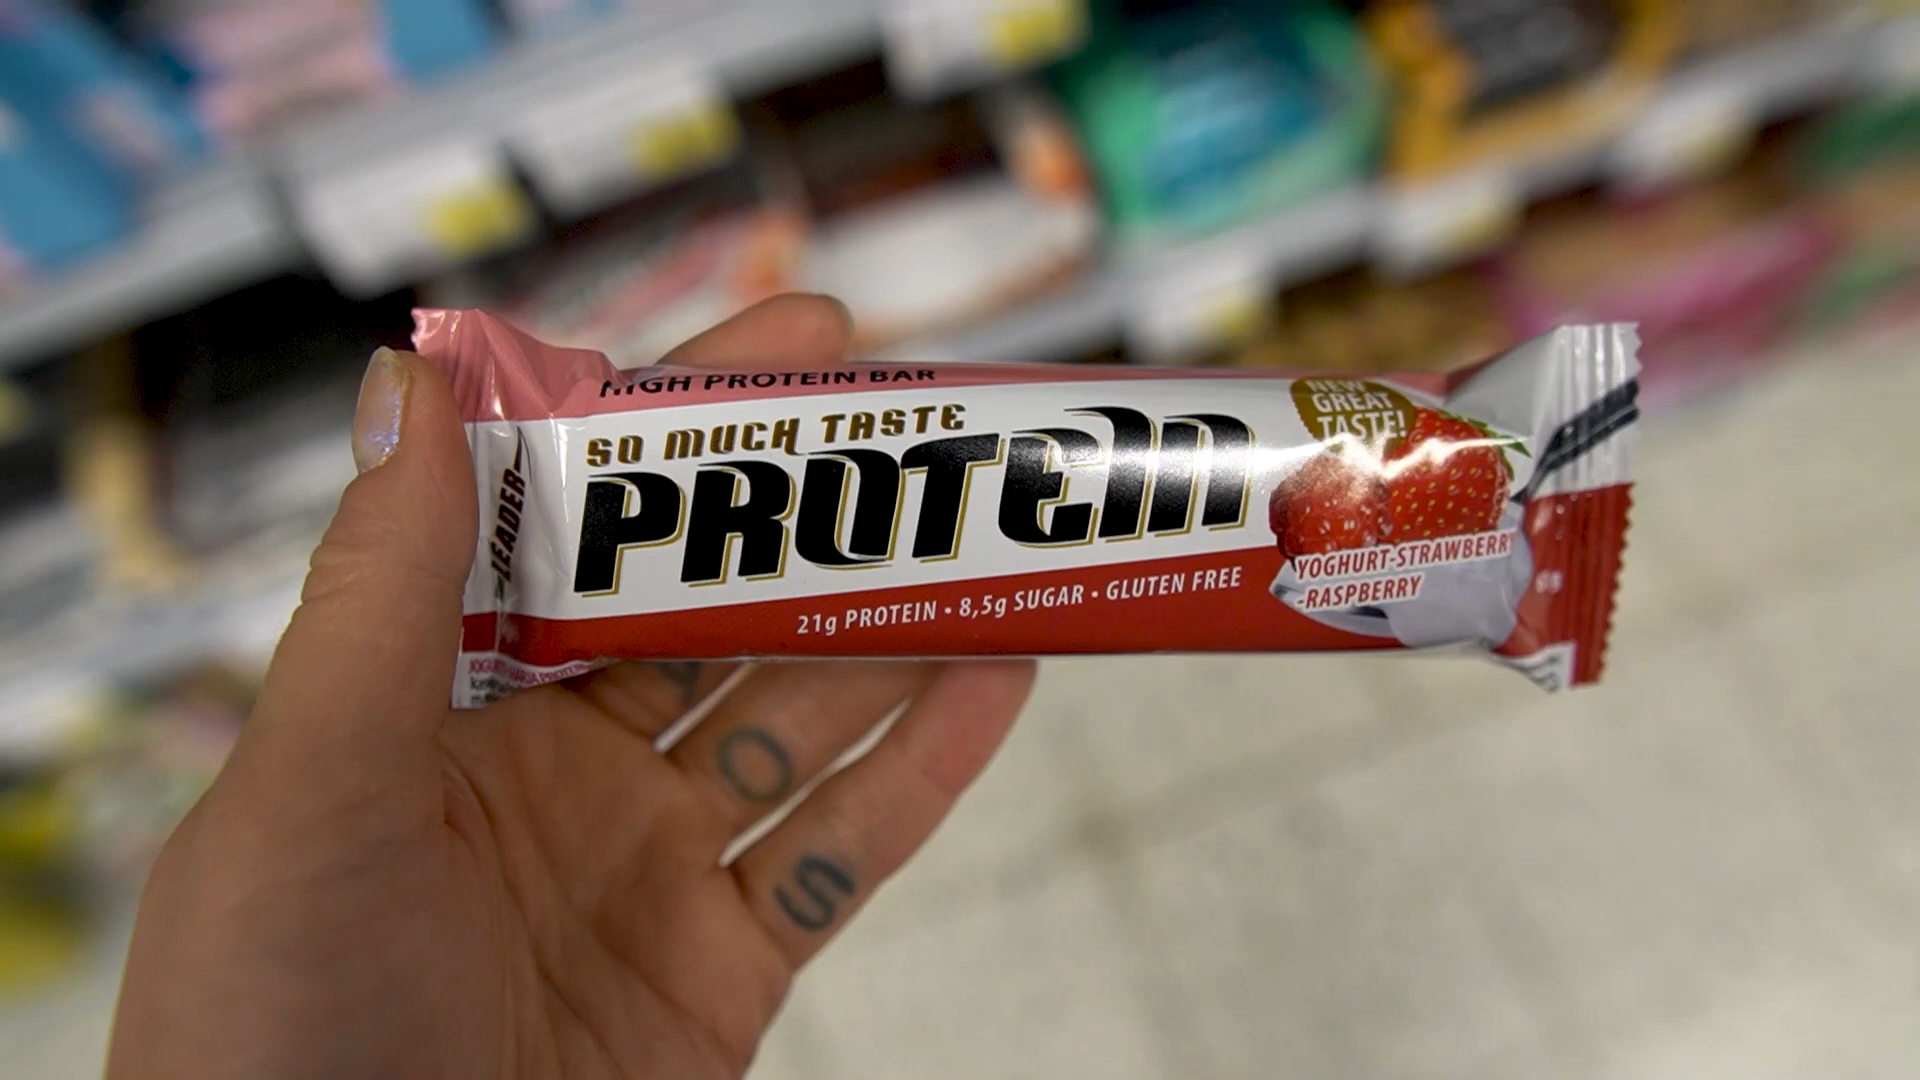 HIGH PROTEIN BAR
SO MUCH TASTE
PROTEIN
LEADER
NEW
GREAT
TASTE!
YOGHURT-STRAWBERRY
-RASPBERRY
21g PROTEIN • 8,5g SUGAR • GLUTEN FREE
O
S